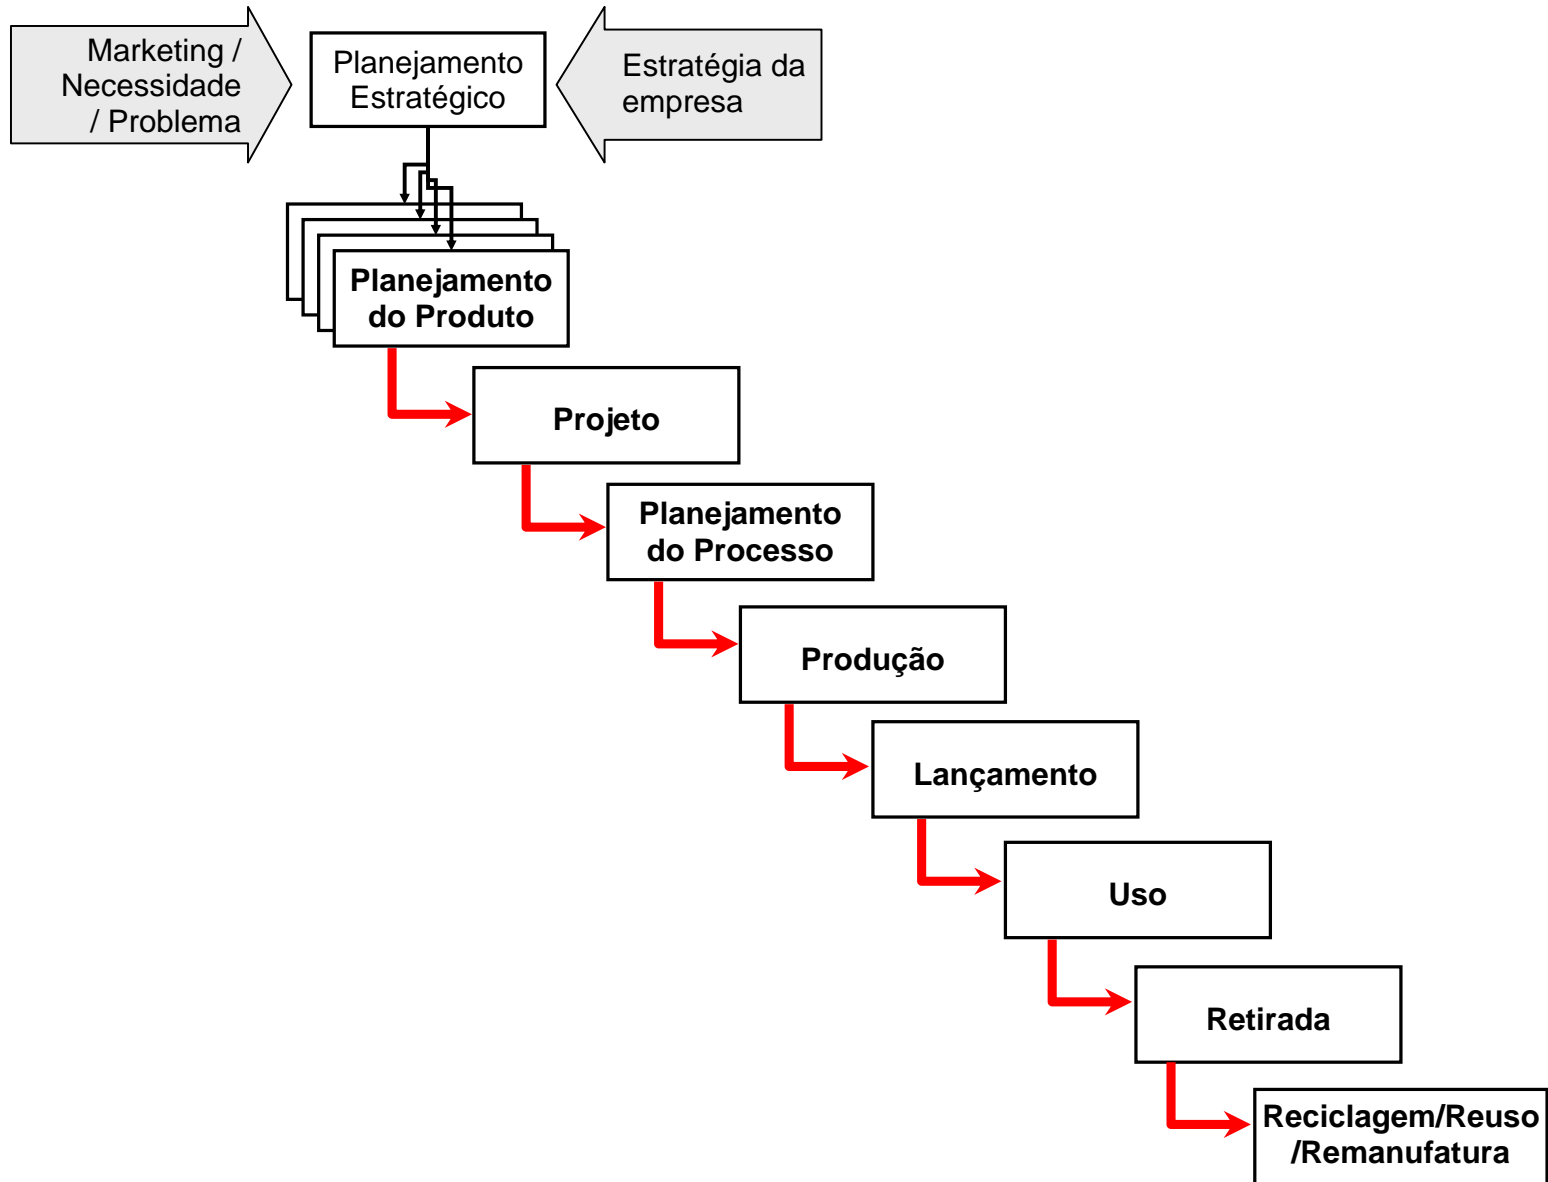 Marketing /
Necessidade
/ Problema
Planejamento
Estratégico
Estratégia da
empresa
Planejamento
do Produto
Projeto
Planejamento
do Processo
Produção
Lançamento
Uso
Retirada
Reciclagem/Reuso
/Remanufatura